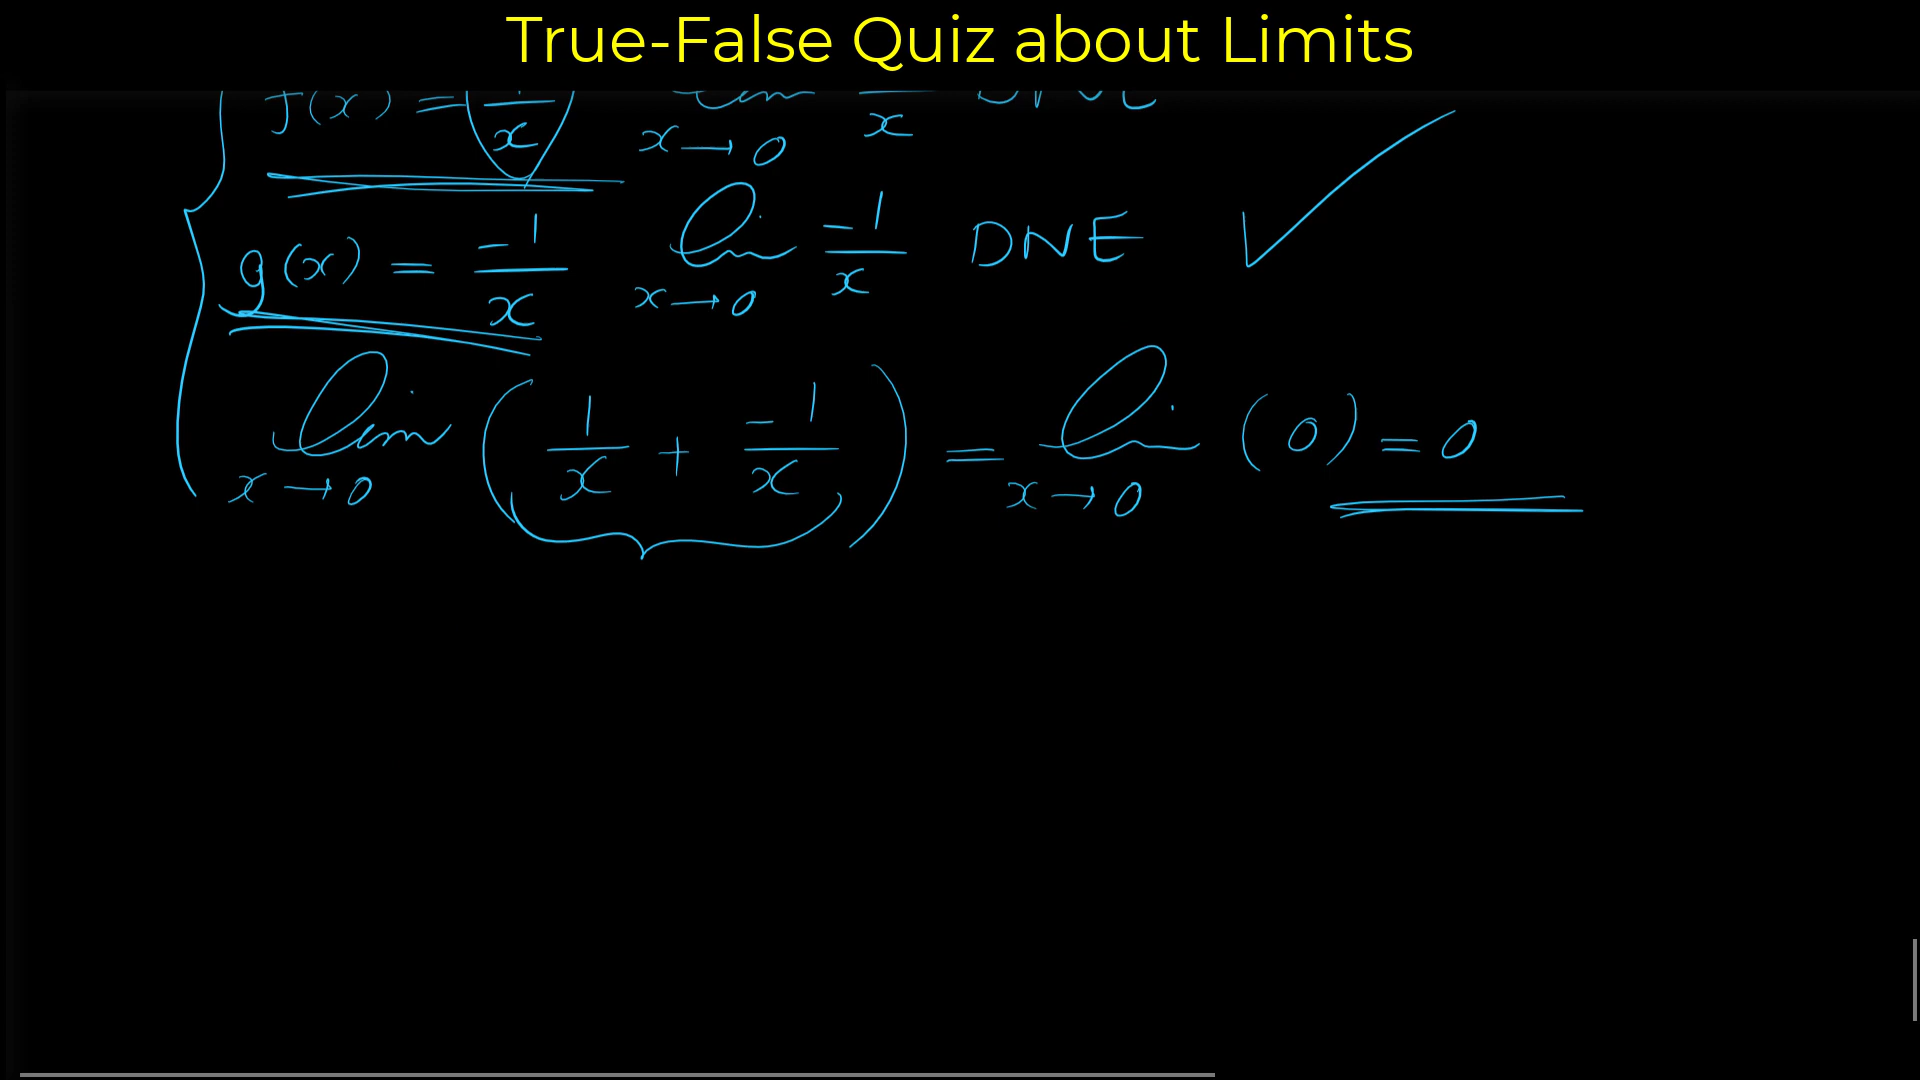 True-False Quiz about Limits
f(x) = 1/x lim x→0 1/x DNE
g(x) = -1/x lim x→0 -1/x DNE ✓
lim x→0 (1/x + -1/x) = lim x→0 (0) = 0